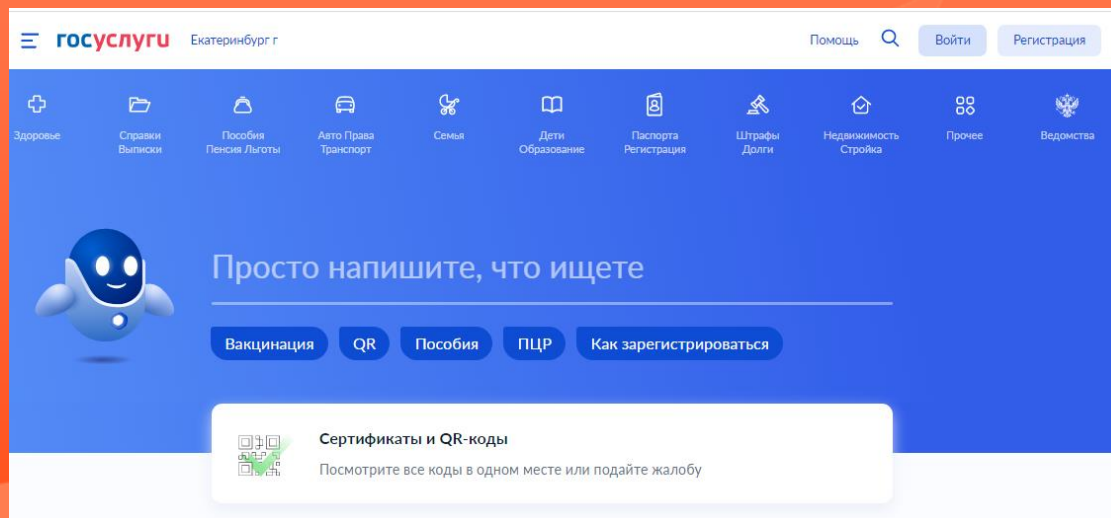 госуслуги Екатеринбург г Помощь Войти Регистрация
Здоровье
Справки
Выписки
Пособия
Пенсия Льготы
Авто Права
Транспорт
Семья
Дети
Образование
Паспорта
Регистрация
Штрафы
Долги
Недвижимость
Стройка
Прочее
Ведомства
Просто напишите, что ищете
Вакцинация QR Пособия ПЦР Как зарегистрироваться
Сертификаты и QR-коды
Посмотрите все коды в одном месте или подайте жалобу